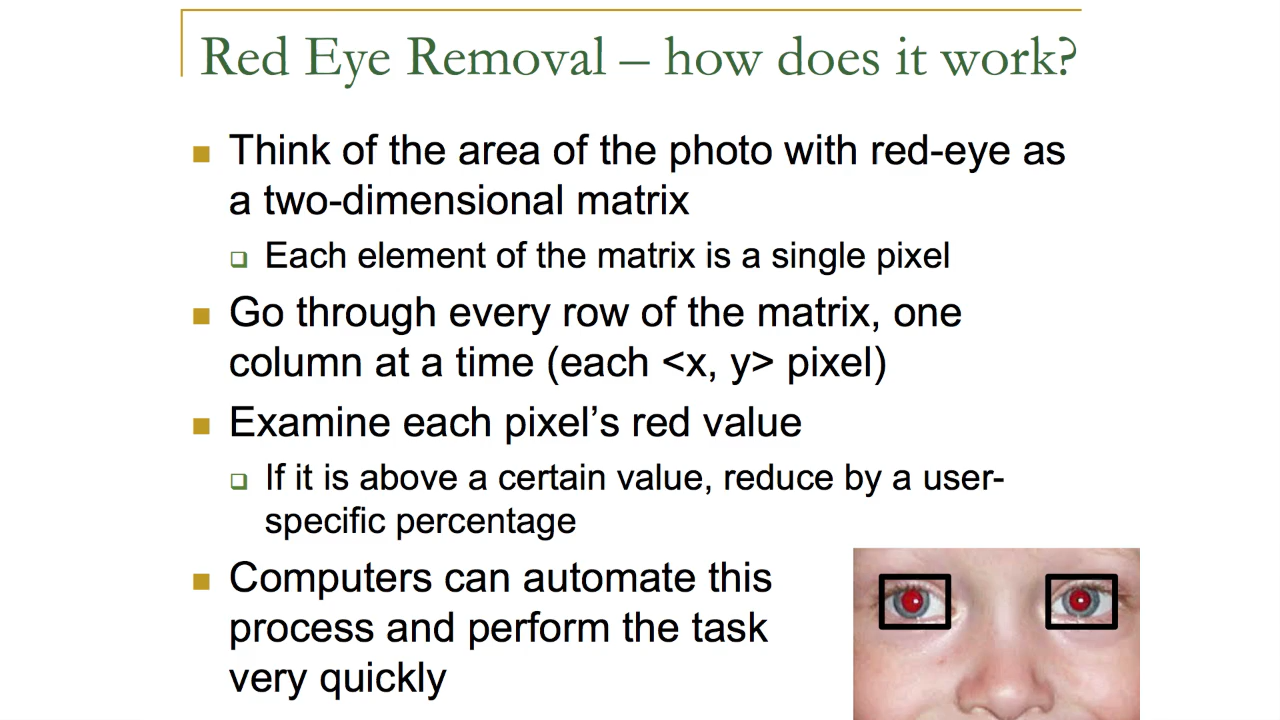 Red Eye Removal – how does it work?
Think of the area of the photo with red-eye as
a two-dimensional matrix
Each element of the matrix is a single pixel
Go through every row of the matrix, one
column at a time (each <x, y> pixel)
Examine each pixel’s red value
If it is above a certain value, reduce by a user-
specific percentage
Computers can automate this
process and perform the task
very quickly